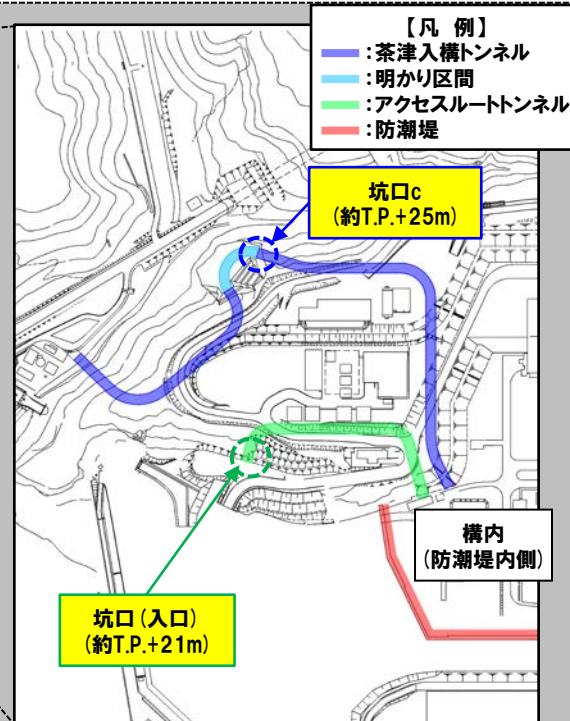 【凡 例】
:茶津入構トンネル
:明かり区間
:アクセスルートトンネル
:防潮堤
坑口c
(約T.P.+25m)
構内
(防潮堤内側)
坑口(入口)
(約T.P.+21m)